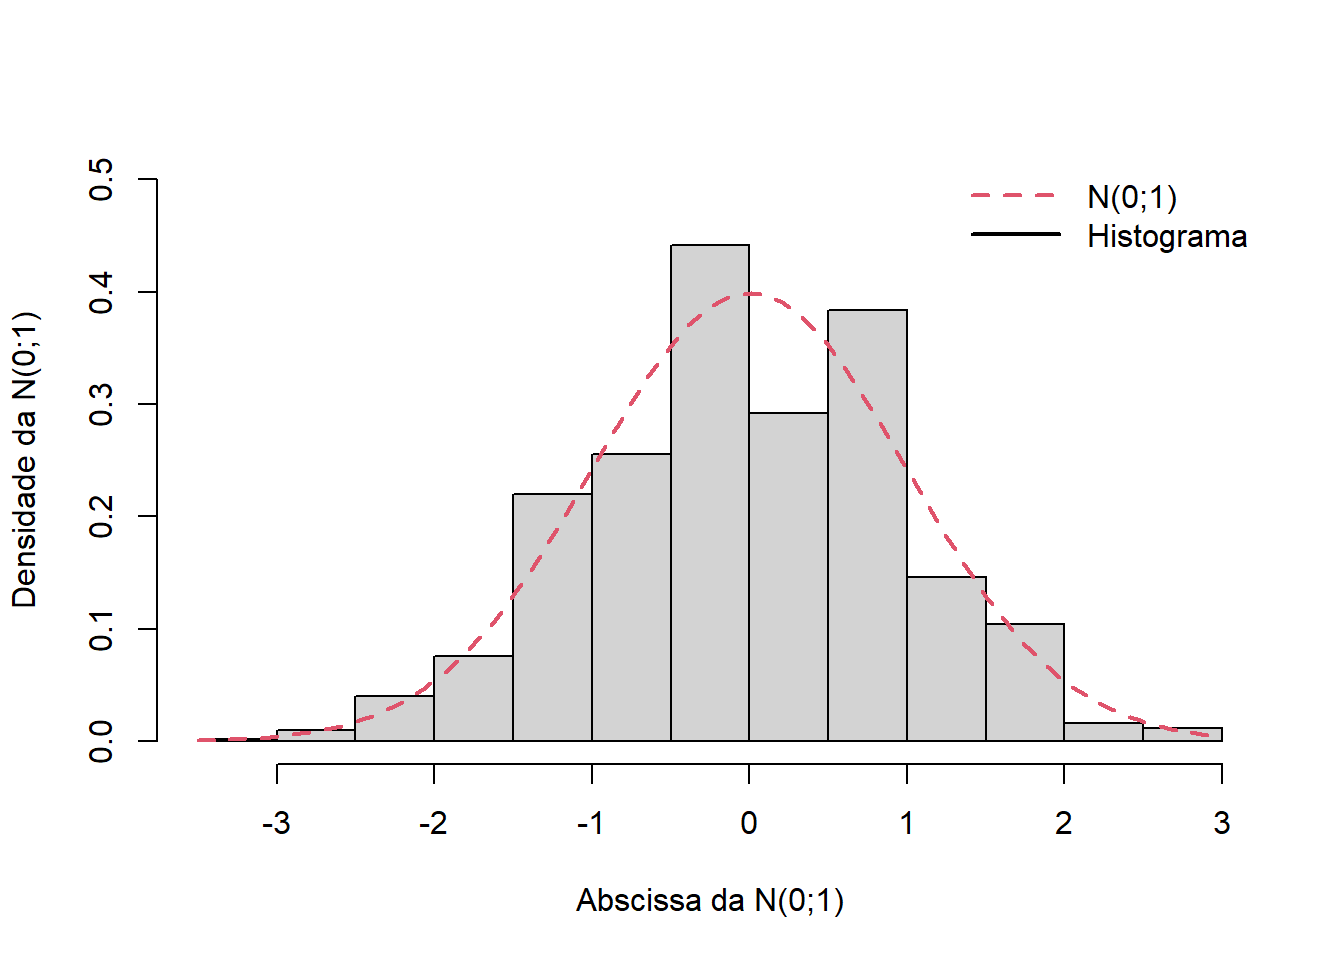 N(0;1)
Histograma
Densidade da N(0;1)
0.5
0.4
0.3
0.2
0.1
0.0
-3 -2 -1 0 1 2 3
Abscissa da N(0;1)